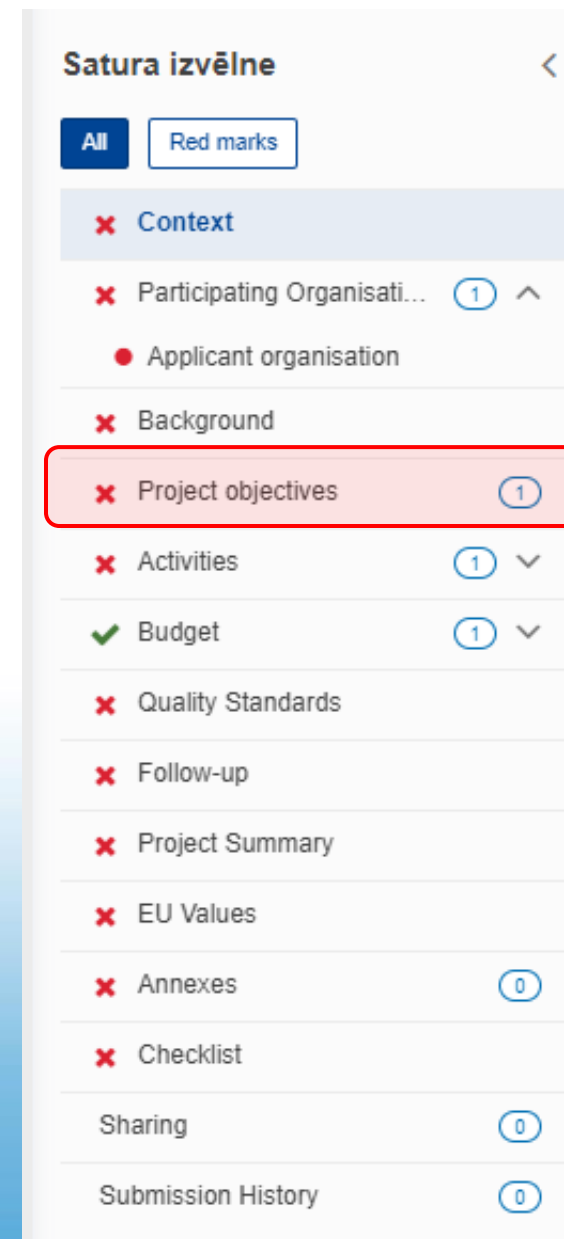 Satura izvēlne
All Red marks
Context
Participating Organisati... 1
Applicant organisation
Background
Project objectives 1
Activities 1
Budget 1
Quality Standards
Follow-up
Project Summary
EU Values
Annexes 0
Checklist
Sharing 0
Submission History 0